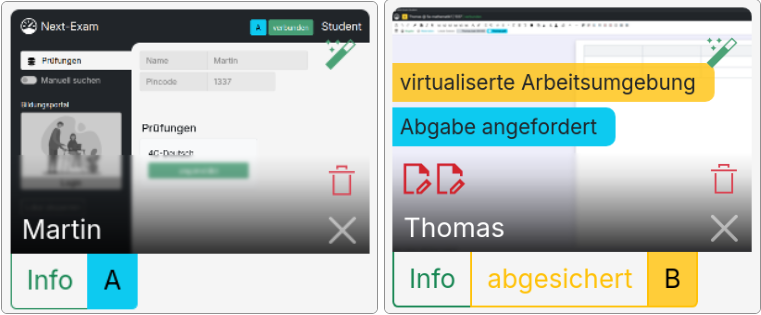 Next-Exam
A
verbunden
Student
Prüfungen
Manuell suchen
Bildungsportal
Name
Martin
Pincode
1337
Prüfungen
4C-Deutsch
Martin
Info
A
virtualiserte Arbeitsumgebung
Abgabe angefordert
Thomas
Info
abgesichert
B